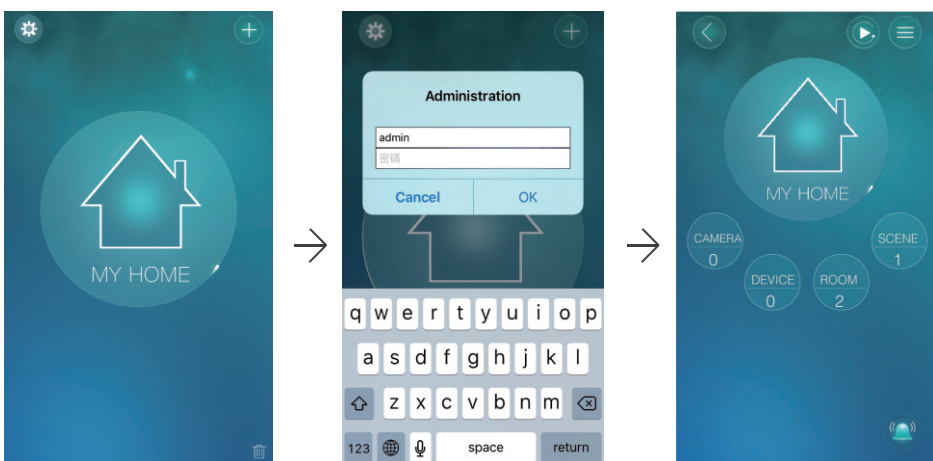 MY HOME
Administration
admin
密碼
Cancel OK
q w e r t y u i o p
a s d f g h j k l
z x c v b n m
123 space return
MY HOME
CAMERA
0
DEVICE
0
ROOM
2
SCENE
1